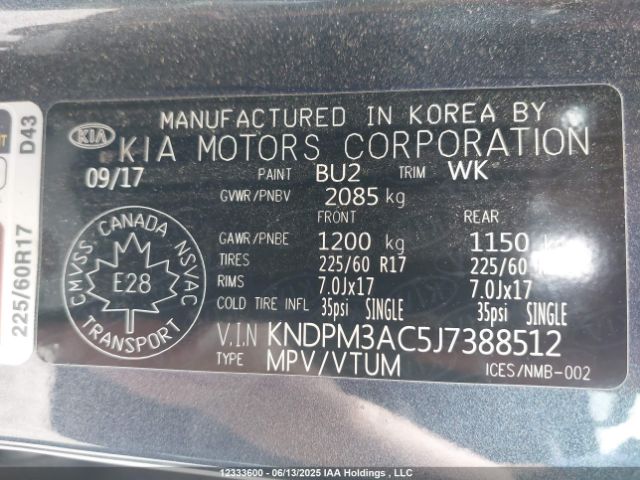 MANUFACTURED IN KOREA BY
KIA KIA MOTORS CORPORATION
09/17 PAINT BU2 TRIM WK
GVWR/PNBV 2085 kg
FRONT REAR
GAWR/PNBE 1200 kg 1150 kg
TIRES 225/60 R17 225/60 R17
RIMS 7.0Jx17 7.0Jx17
COLD TIRE INFL 35psi SINGLE 35psi SINGLE
V.I.N KNDPM3AC5J7388512
TYPE MPV/VTUM ICES/NMB-002
CANADA
CMVSS NSVAC
E28
TRANSPORT
D43
225/60R17
12333600 - 06/13/2025 IAA Holdings , LLC